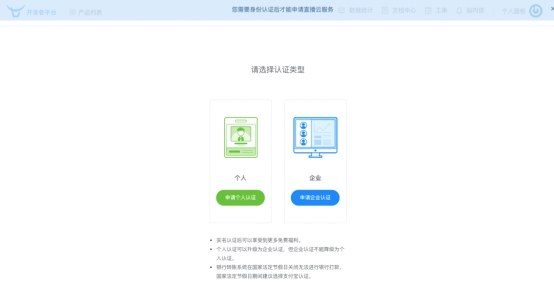 开发者平台
产品列表
您需要身份认证后才能申请直播云服务
数据统计
文档中心
工单
站内信
个人面板
请选择认证类型
个人
企业
申请个人认证
申请企业认证
实名认证后可以享受到更多免费福利。
个人认证可以升级为企业认证，但企业认证不能降级为个
人认证。
银行转账系统在国家法定节假日关闭无法进行银行打款，
国家法定节假日期间建议选择支付宝认证。